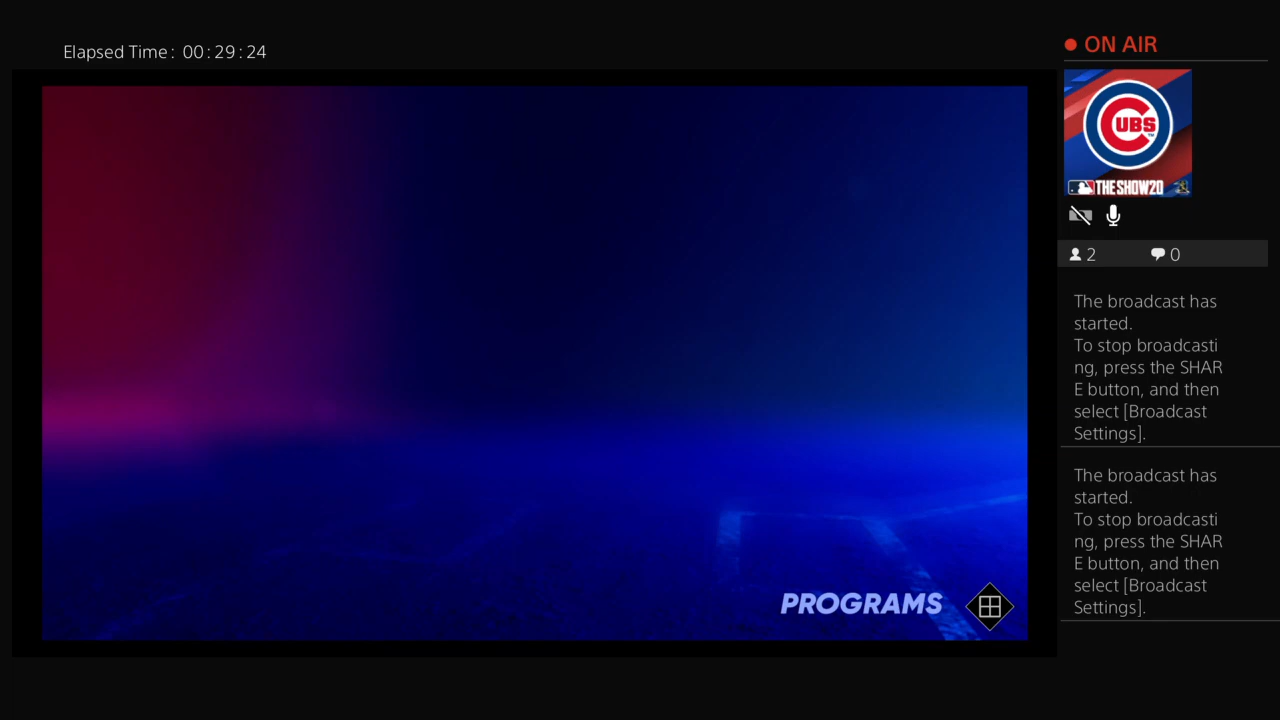 Elapsed Time: 00:29:24
ON AIR
CUBS
THE SHOW20
2 0
The broadcast has
started.
To stop broadcasti
ng, press the SHAR
E button, and then
select [Broadcast
Settings].
The broadcast has
started.
To stop broadcasti
ng, press the SHAR
E button, and then
select [Broadcast
Settings].
PROGRAMS